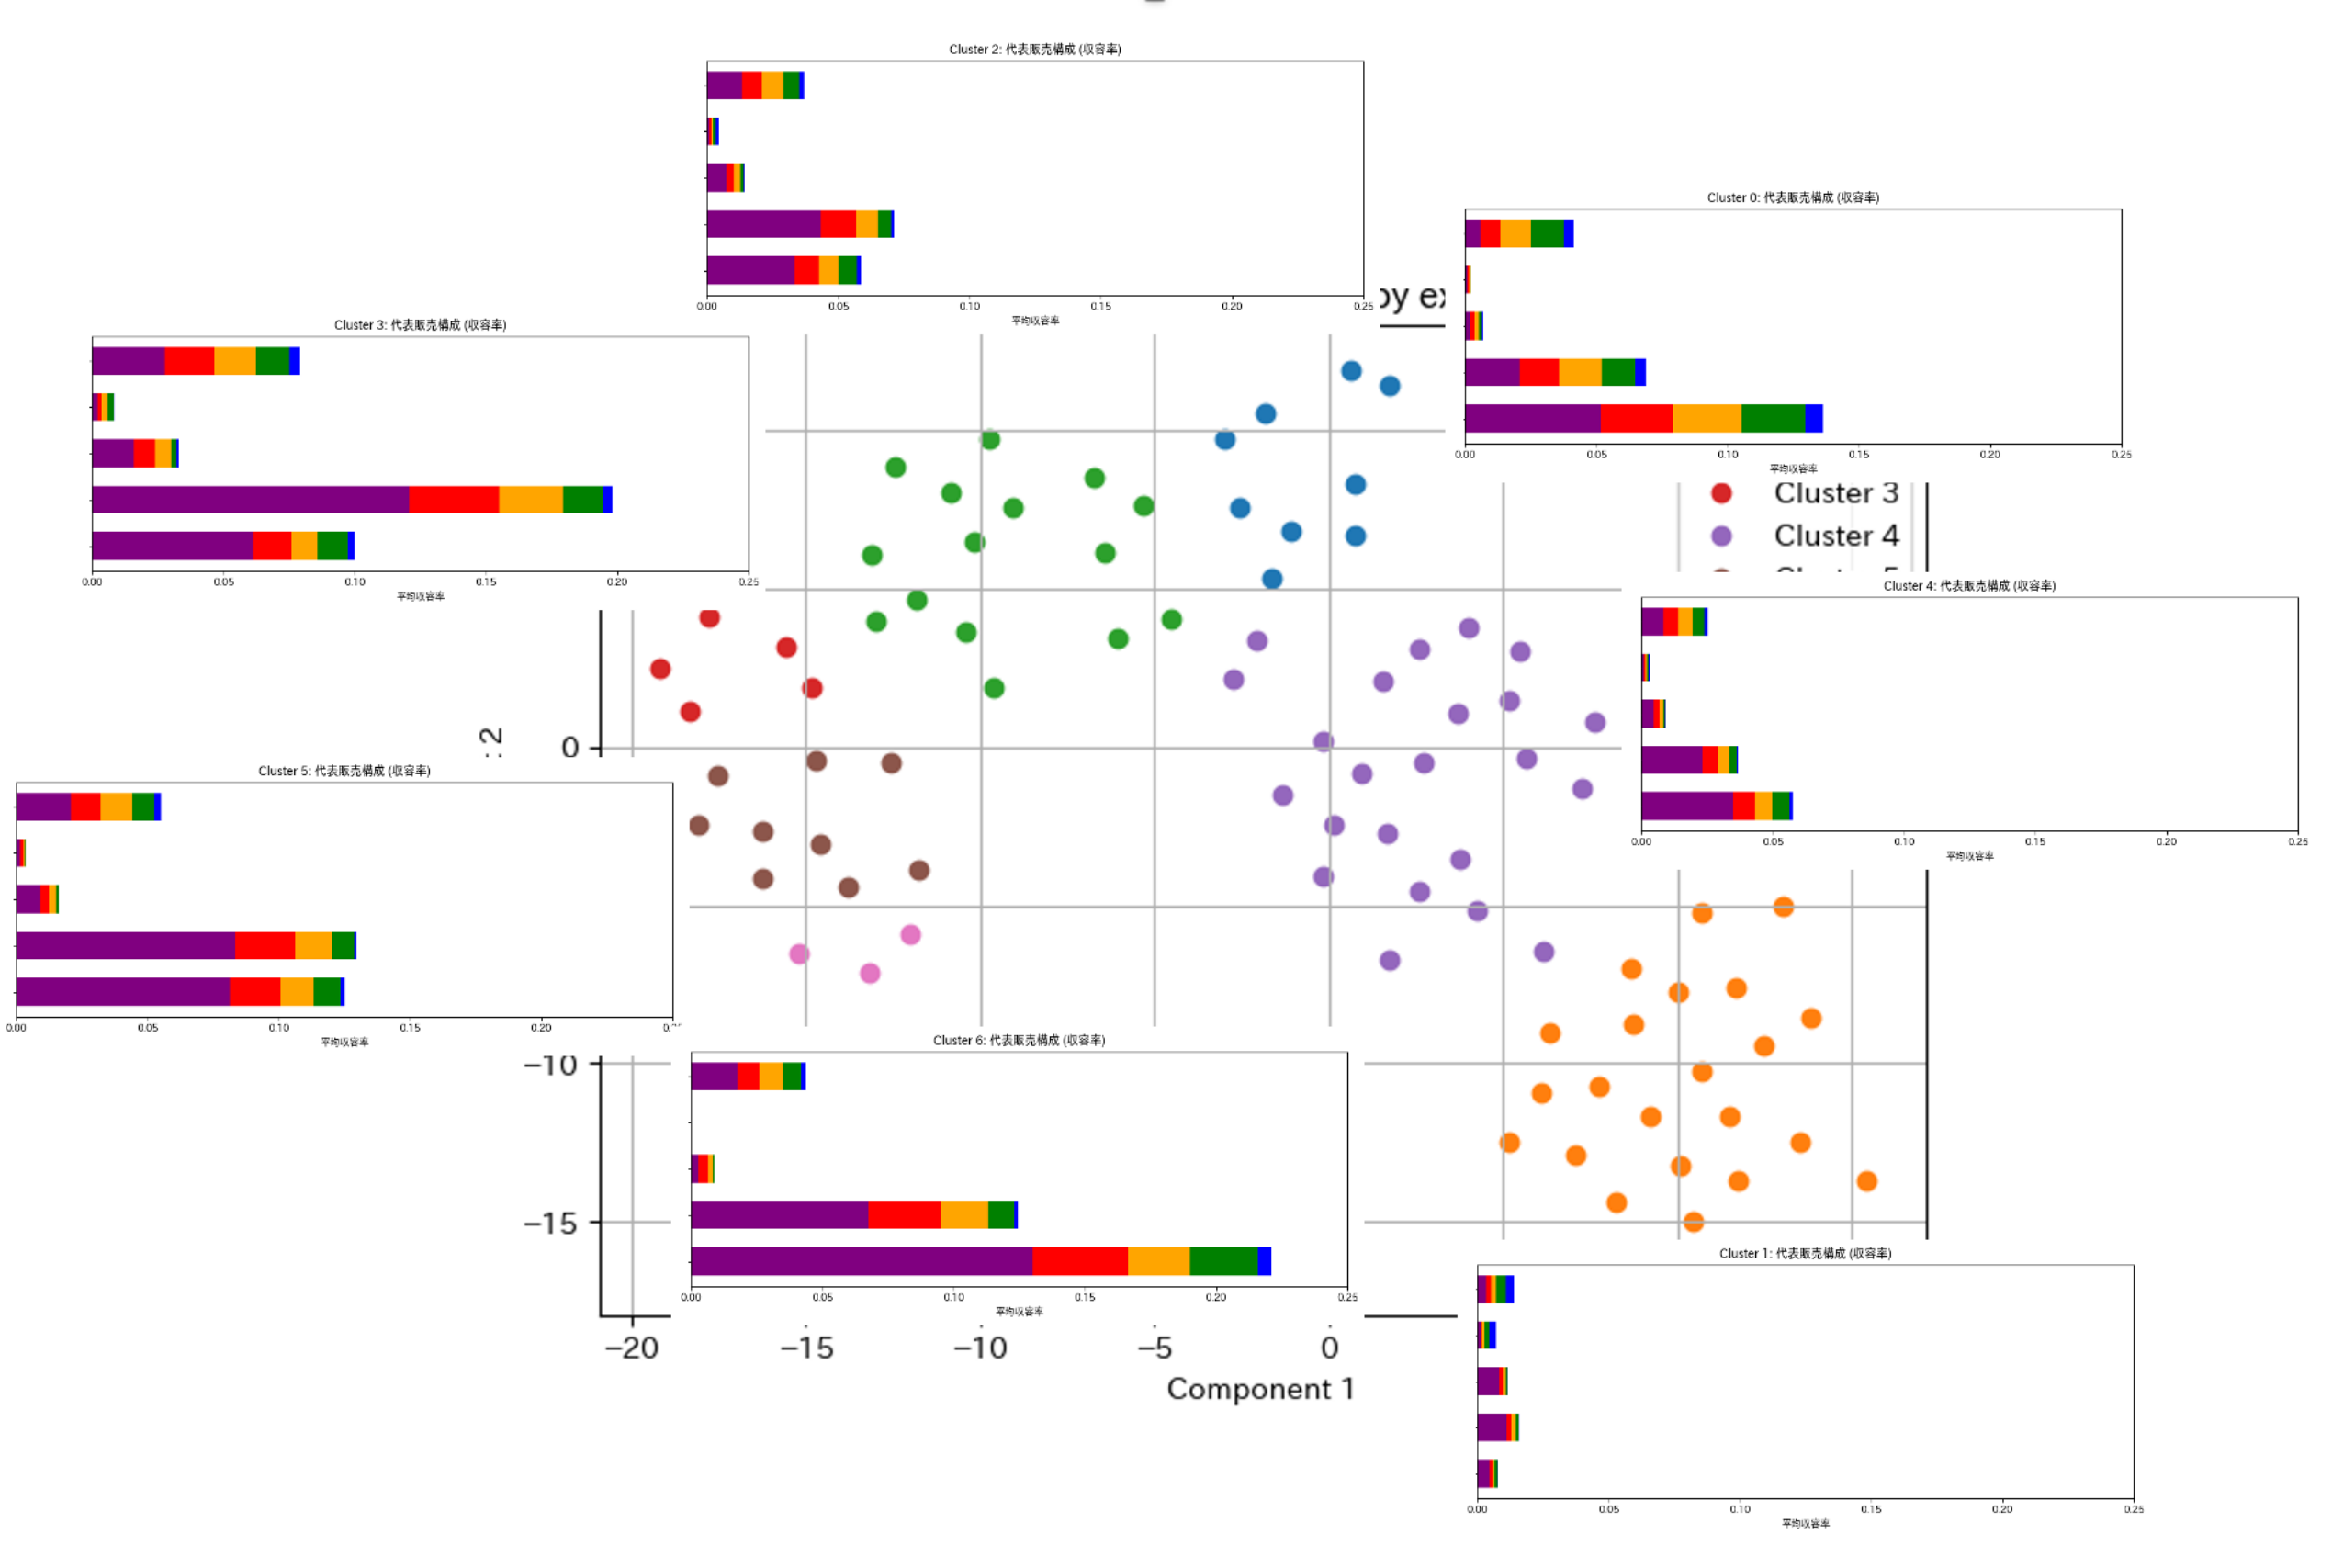 Cluster 2: 代表販売構成 (収容率)
0.00 0.05 0.10 0.15 0.20 0.25
平均収容率
Cluster 0: 代表販売構成 (収容率)
0.00 0.05 0.10 0.15 0.20 0.25
平均収容率
by
Cluster 3: 代表販売構成 (収容率)
0.00 0.05 0.10 0.15 0.20 0.25
平均収容率
Cluster 3
Cluster 4
Cluster 4: 代表販売構成 (収容率)
0.00 0.05 0.10 0.15 0.20 0.25
平均収容率
: 2
0
Cluster 5: 代表販売構成 (収容率)
0.00 0.05 0.10 0.15 0.20
平均収容率
−10
−15
Cluster 6: 代表販売構成 (収容率)
0.00 0.05 0.10 0.15 0.20 0.25
平均収容率
−20 −15 −10 −5 0
Component 1
Cluster 1: 代表販売構成 (収容率)
0.00 0.05 0.10 0.15 0.20 0.25
平均収容率